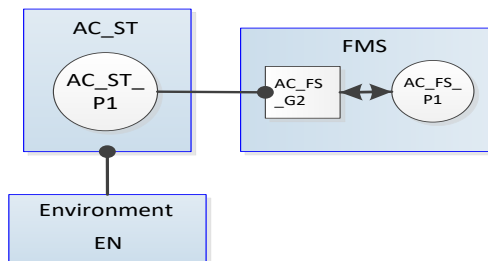 AC_ST
FMS
AC_ST_
P1
AC_FS
_G2
AC_FS_
P1
Environment
EN